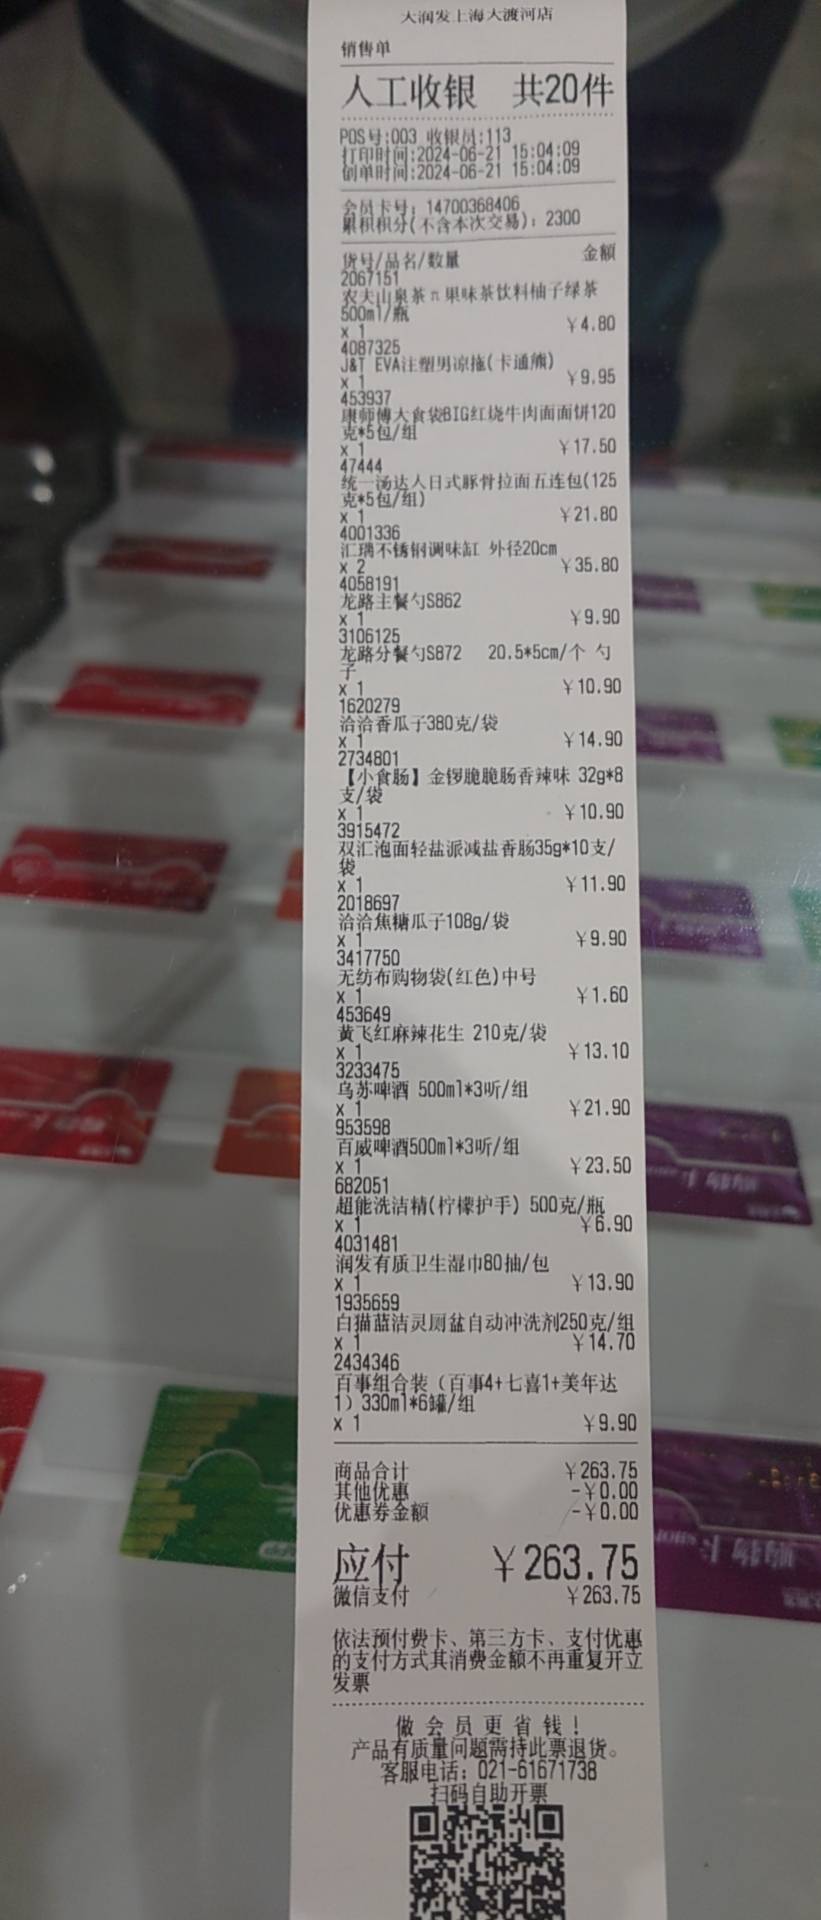 大润发上海大渡河店
销售单
人工收银 共20件
POS号:003 收银员:113
打印时间:2024-06-21 15:04:09
创单时间:2024-06-21 15:04:09
会员卡号: 14700368406
累积积分(不含本次交易): 2300
货号/品名/数量 金额
2067151
农夫山泉茶π果味茶饮料柚子绿茶
500ml/瓶
x 1 ¥4.80
4087325
J&T EVA注塑男凉拖(卡通熊)
x 1 ¥9.95
453937
康师傅大食袋BIG红烧牛肉面面饼120
克*5包/组
x 1 ¥17.50
47444
统一汤达人日式豚骨拉面五连包(125
克*5包/组)
x 1 ¥21.80
4001336
汇瑀不锈钢调味缸 外径20cm
x 2 ¥35.80
4058191
龙路主餐勺S862
x 1 ¥9.90
3106125
龙路分餐勺S872 20.5*5cm/个 勺
子
x 1 ¥10.90
1620279
洽洽香瓜子380克/袋
x 1 ¥14.90
2734801
【小食肠】金锣脆脆肠香辣味 32g*8
支/袋
x 1 ¥10.90
3915472
双汇泡面轻盐派减盐香肠35g*10支/
袋
x 1 ¥11.90
2018697
洽洽焦糖瓜子108g/袋
x 1 ¥9.90
3417750
无纺布购物袋(红色)中号
x 1 ¥1.60
453649
黄飞红麻辣花生 210克/袋
x 1 ¥13.10
3233475
乌苏啤酒 500ml*3听/组
x 1 ¥21.90
953598
百威啤酒500ml*3听/组
x 1 ¥23.50
682051
超能洗洁精(柠檬护手) 500克/瓶
x 1 ¥6.90
4031481
润发有质卫生湿巾80抽/包
x 1 ¥13.90
1935659
白猫蓝洁灵厕盆自动冲洗剂250克/组
x 1 ¥14.70
2434346
百事组合装（百事4+七喜1+美年达
1）330ml*6罐/组
x 1 ¥9.90
商品合计 ¥263.75
其他优惠 -¥0.00
优惠券金额 -¥0.00
应付 ¥263.75
微信支付 ¥263.75
依法预付费卡、第三方卡、支付优惠
的支付方式其消费金额不再重复开立
发票
做会员更省钱！
产品有质量问题需持此票退货。
客服电话：021-61671738
扫码自助开票
购物卡
购物卡